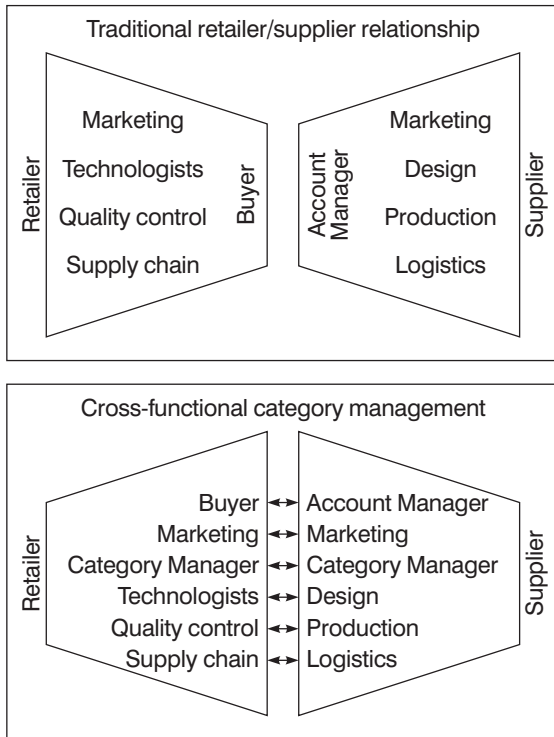 Traditional retailer/supplier relationship
Retailer
Marketing
Technologists
Quality control
Supply chain
Buyer
Account
Manager
Marketing
Design
Production
Logistics
Supplier
Cross-functional category management
Retailer
Buyer
Marketing
Category Manager
Technologists
Quality control
Supply chain
Account Manager
Marketing
Category Manager
Design
Production
Logistics
Supplier